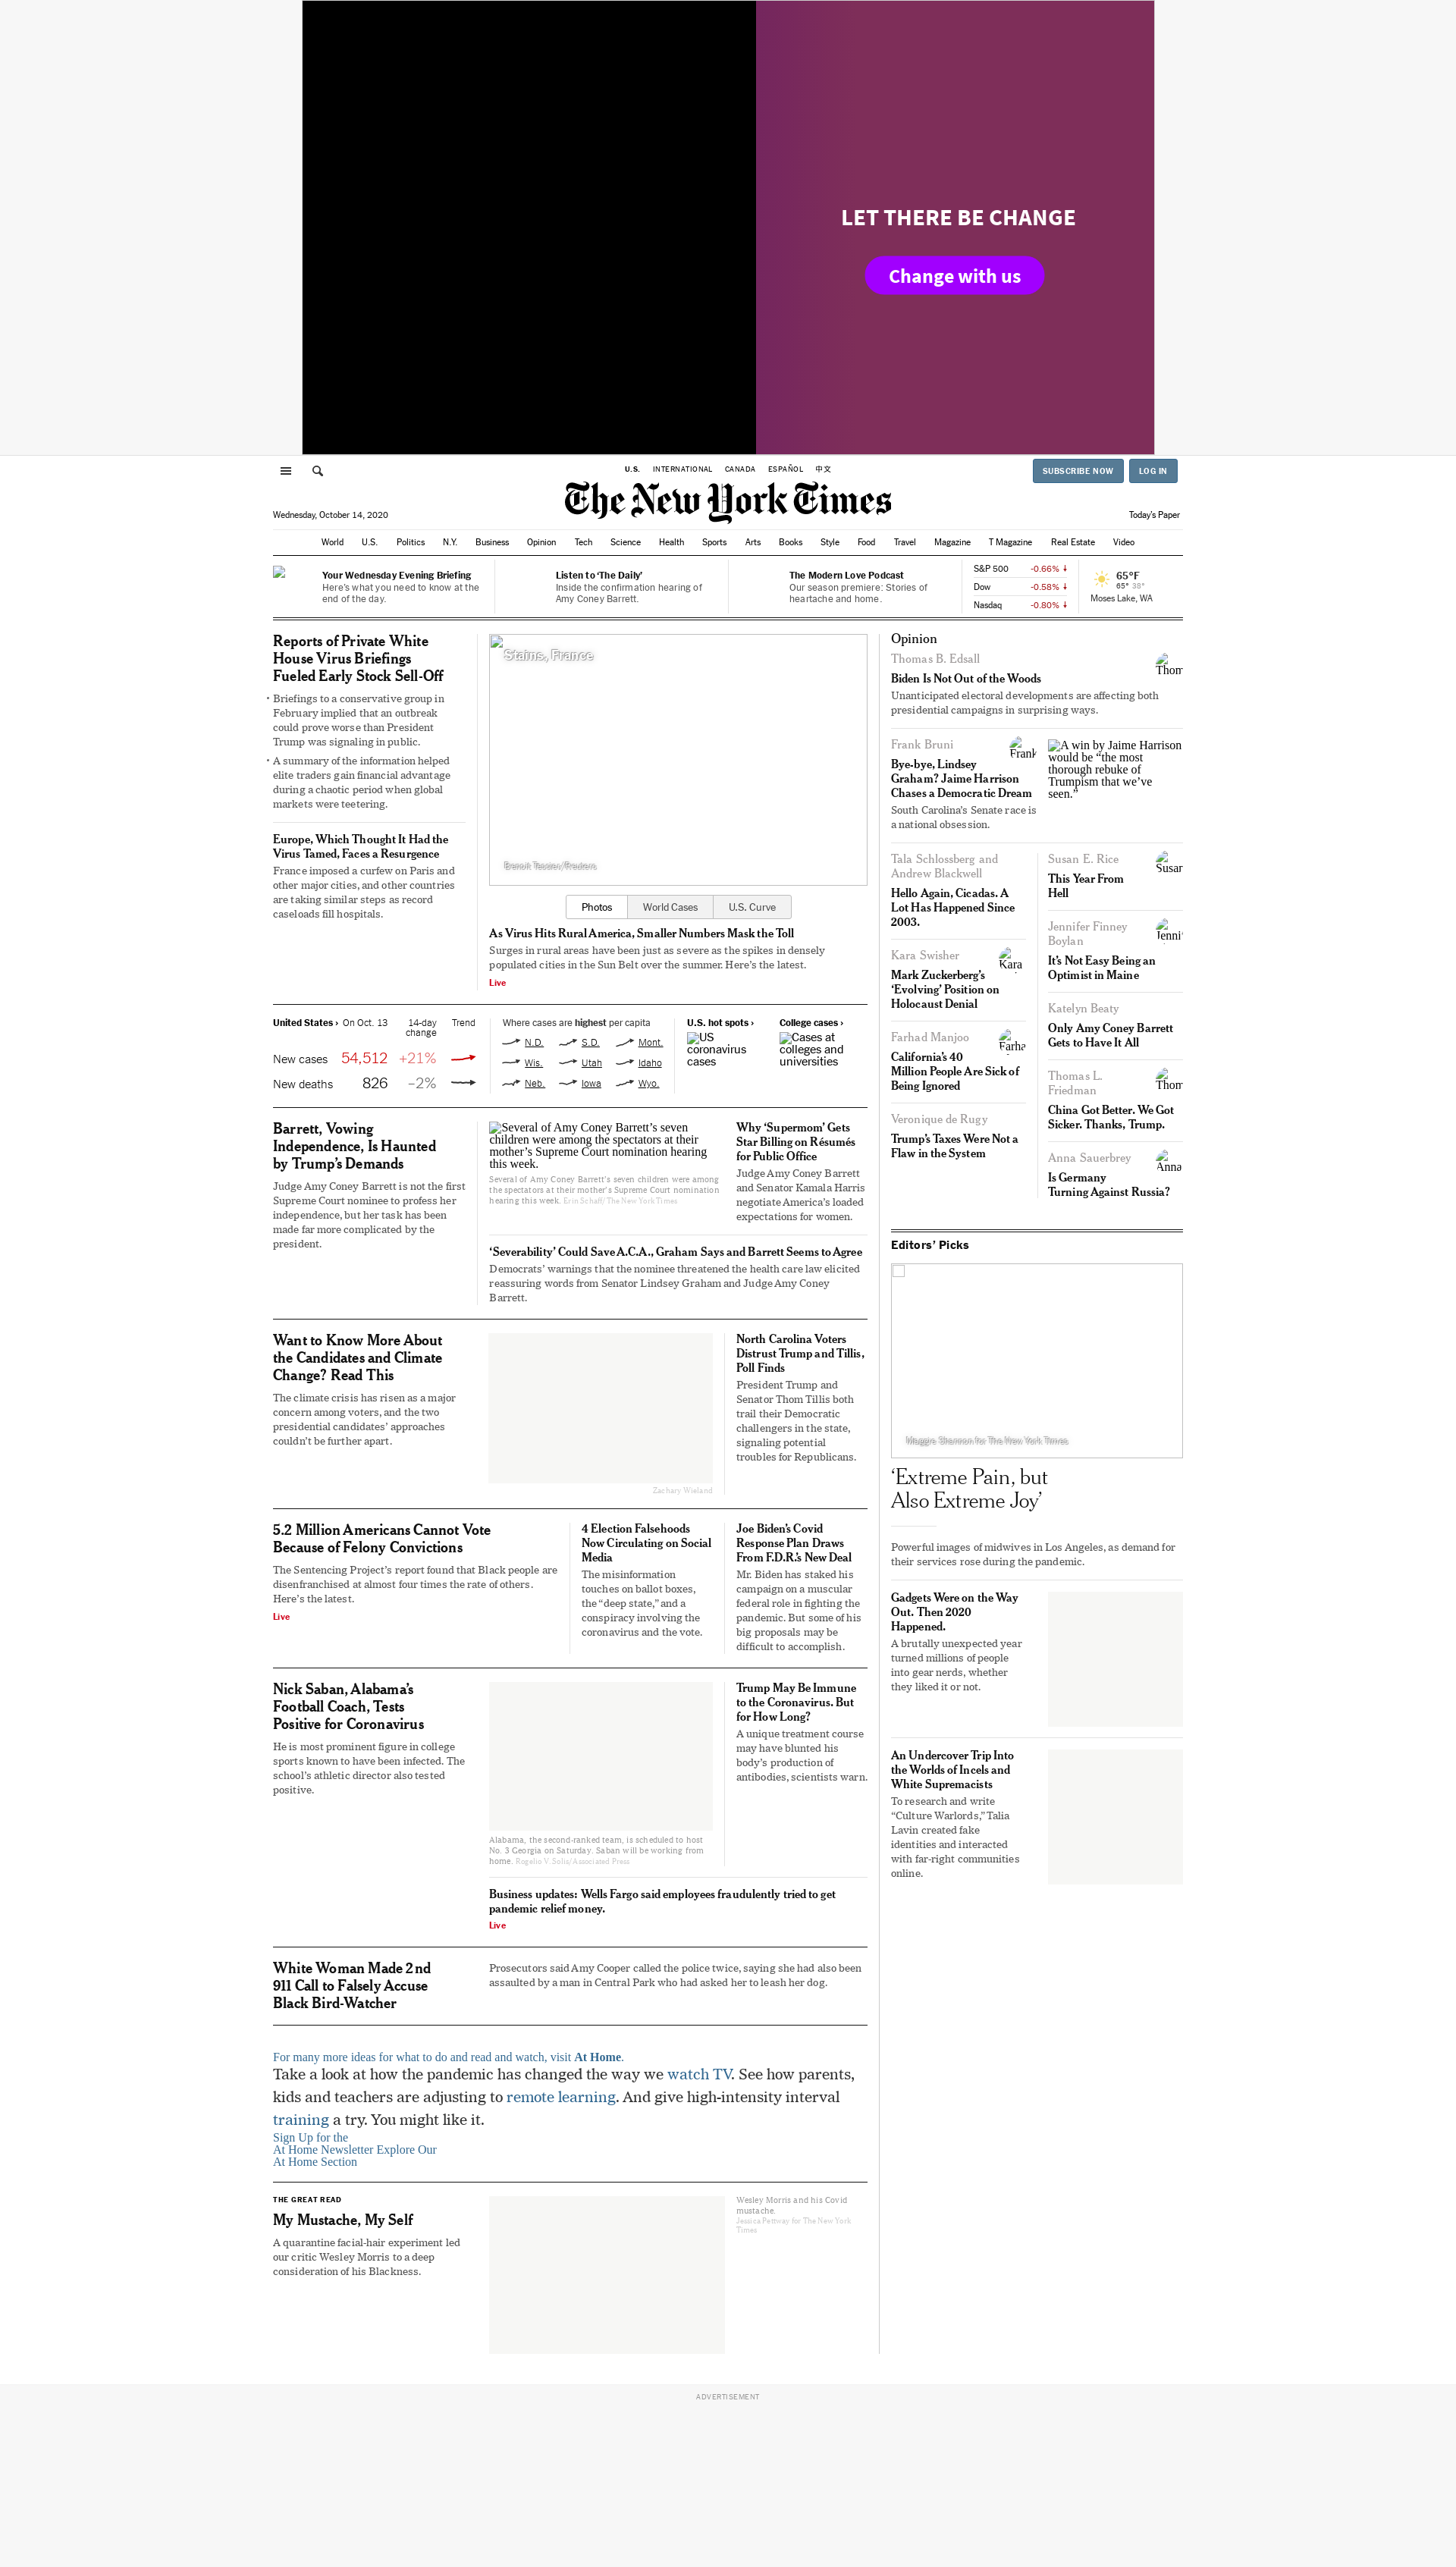 LET THERE BE CHANGE
Change with us
U.S.
INTERNATIONAL
CANADA
ESPAÑOL
中文
SUBSCRIBE NOW
LOG IN
The New York Times
Wednesday, October 14, 2020
Today's Paper
World
U.S.
Politics
N.Y.
Business
Opinion
Tech
Science
Health
Sports
Arts
Books
Style
Food
Travel
Magazine
T Magazine
Real Estate
Video
Your Wednesday Evening Briefing
Here's what you need to know at the
end of the day.
Listen to 'The Daily'
Inside the confirmation hearing of
Amy Coney Barrett.
The Modern Love Podcast
Our season premiere: Stories of
heartache and home.
S&P 500 -0.66%
Dow -0.58%
Nasdaq -0.80%
65°F
65° 38°
Moses Lake, WA
Reports of Private White
House Virus Briefings
Fueled Early Stock Sell-Off
• Briefings to a conservative group in
February implied that an outbreak
could prove worse than President
Trump was signaling in public.
• A summary of the information helped
elite traders gain financial advantage
during a chaotic period when global
markets were teetering.
Europe, Which Thought It Had the
Virus Tamed, Faces a Resurgence
France imposed a curfew on Paris and
other major cities, and other countries
are taking similar steps as record
caseloads fill hospitals.
Stains, France
Benoit Tessier/Reuters
Photos
World Cases
U.S. Curve
As Virus Hits Rural America, Smaller Numbers Mask the Toll
Surges in rural areas have been just as severe as the spikes in densely
populated cities in the Sun Belt over the summer. Here's the latest.
Live
United States ›
On Oct. 13
14-day
change
Trend
New cases 54,512 +21%
New deaths 826 –2%
Where cases are highest per capita
N.D. S.D. Mont.
Wis. Utah Idaho
Neb. Iowa Wyo.
U.S. hot spots ›
US
coronavirus
cases
College cases ›
Cases at
colleges and
universities
Barrett, Vowing
Independence, Is Haunted
by Trump's Demands
Judge Amy Coney Barrett is not the first
Supreme Court nominee to profess her
independence, but her task has been
made far more complicated by the
president.
Several of Amy Coney Barrett's seven
children were among the spectators at their
mother's Supreme Court nomination hearing
this week.
Several of Amy Coney Barrett's seven children were among
the spectators at their mother's Supreme Court nomination
hearing this week. Erin Schaff/The New York Times
Why 'Supermom' Gets
Star Billing on Résumés
for Public Office
Judge Amy Coney Barrett
and Senator Kamala Harris
negotiate America's loaded
expectations for women.
'Severability' Could Save A.C.A., Graham Says and Barrett Seems to Agree
Democrats' warnings that the nominee threatened the health care law elicited
reassuring words from Senator Lindsey Graham and Judge Amy Coney
Barrett.
Want to Know More About
the Candidates and Climate
Change? Read This
The climate crisis has risen as a major
concern among voters, and the two
presidential candidates' approaches
couldn't be further apart.
Zachary Wieland
North Carolina Voters
Distrust Trump and Tillis,
Poll Finds
President Trump and
Senator Thom Tillis both
trail their Democratic
challengers in the state,
signaling potential
troubles for Republicans.
5.2 Million Americans Cannot Vote
Because of Felony Convictions
The Sentencing Project's report found that Black people are
disenfranchised at almost four times the rate of others.
Here's the latest.
Live
4 Election Falsehoods
Now Circulating on Social
Media
The misinformation
touches on ballot boxes,
the “deep state,” and a
conspiracy involving the
coronavirus and the vote.
Joe Biden's Covid
Response Plan Draws
From F.D.R.'s New Deal
Mr. Biden has staked his
campaign on a muscular
federal role in fighting the
pandemic. But some of his
big proposals may be
difficult to accomplish.
Nick Saban, Alabama's
Football Coach, Tests
Positive for Coronavirus
He is most prominent figure in college
sports known to have been infected. The
school's athletic director also tested
positive.
Alabama, the second-ranked team, is scheduled to host
No. 3 Georgia on Saturday. Saban will be working from
home. Rogelio V. Solis/Associated Press
Trump May Be Immune
to the Coronavirus. But
for How Long?
A unique treatment course
may have blunted his
body's production of
antibodies, scientists warn.
Business updates: Wells Fargo said employees fraudulently tried to get
pandemic relief money.
Live
White Woman Made 2nd
911 Call to Falsely Accuse
Black Bird-Watcher
Prosecutors said Amy Cooper called the police twice, saying she had also been
assaulted by a man in Central Park who had asked her to leash her dog.
For many more ideas for what to do and read and watch, visit At Home.
Take a look at how the pandemic has changed the way we watch TV. See how parents,
kids and teachers are adjusting to remote learning. And give high-intensity interval
training a try. You might like it.
Sign Up for the
At Home Newsletter Explore Our
At Home Section
THE GREAT READ
My Mustache, My Self
A quarantine facial-hair experiment led
our critic Wesley Morris to a deep
consideration of his Blackness.
Wesley Morris and his Covid
mustache.
Jessica Pettway for The New York
Times
Opinion
Thomas B. Edsall
Thom
Biden Is Not Out of the Woods
Unanticipated electoral developments are affecting both
presidential campaigns in surprising ways.
Frank Bruni
Frank
Bye-bye, Lindsey
Graham? Jaime Harrison
Chases a Democratic Dream
South Carolina's Senate race is
a national obsession.
A win by Jaime Harrison
would be “the most
thorough rebuke of
Trumpism that we've
seen.”
Tala Schlossberg and
Andrew Blackwell
Hello Again, Cicadas. A
Lot Has Happened Since
2003.
Kara Swisher
Kara
Mark Zuckerberg's
'Evolving' Position on
Holocaust Denial
Farhad Manjoo
Farha
California's 40
Million People Are Sick of
Being Ignored
Veronique de Rugy
Trump's Taxes Were Not a
Flaw in the System
Susan E. Rice
Susar
This Year From
Hell
Jennifer Finney
Boylan
Jenni
It's Not Easy Being an
Optimist in Maine
Katelyn Beaty
Only Amy Coney Barrett
Gets to Have It All
Thomas L.
Friedman
Thom
China Got Better. We Got
Sicker. Thanks, Trump.
Anna Sauerbrey
Anna
Is Germany
Turning Against Russia?
Editors' Picks
Maggie Shannon for The New York Times
'Extreme Pain, but
Also Extreme Joy'
Powerful images of midwives in Los Angeles, as demand for
their services rose during the pandemic.
Gadgets Were on the Way
Out. Then 2020
Happened.
A brutally unexpected year
turned millions of people
into gear nerds, whether
they liked it or not.
An Undercover Trip Into
the Worlds of Incels and
White Supremacists
To research and write
“Culture Warlords,” Talia
Lavin created fake
identities and interacted
with far-right communities
online.
ADVERTISEMENT